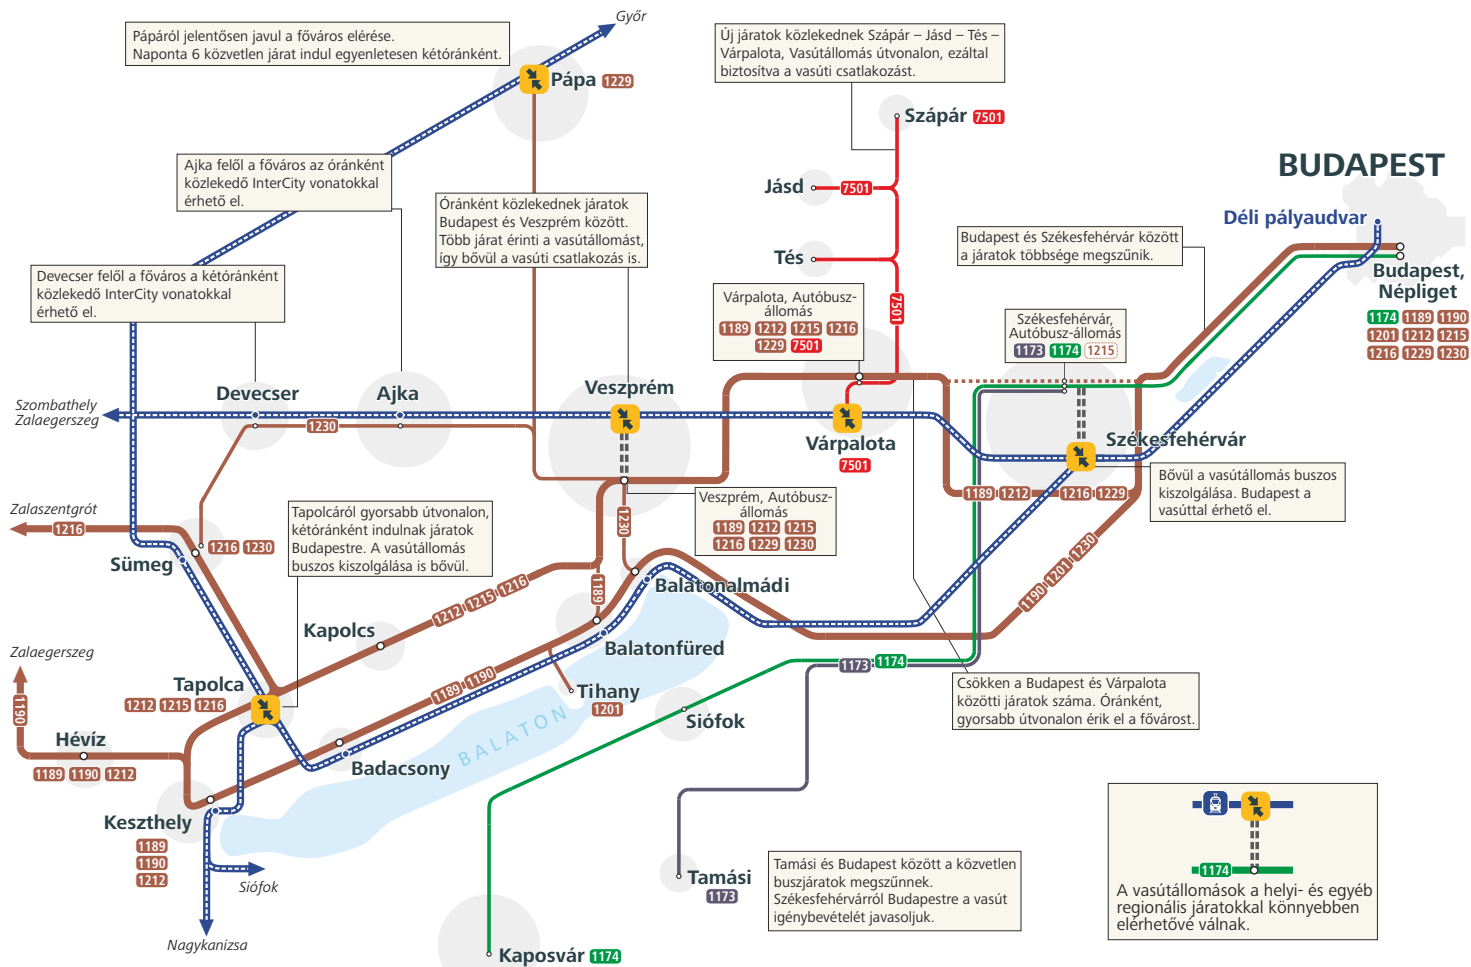 Győr
Pápáról jelentősen javul a főváros elérése.
Naponta 6 közvetlen járat indul egyenletesen kétóránként.
Pápa 1229
Új járatok közlekednek Szápár – Jásd – Tés –
Várpalota, Vasútállomás útvonalon, ezáltal
biztosítva a vasúti csatlakozást.
Szápár 7501
BUDAPEST
Ajka felől a főváros az óránként
közlekedő InterCity vonatokkal
érhető el.
Óránként közlekednek járatok
Budapest és Veszprém között.
Több járat érinti a vasútállomást,
így bővül a vasúti csatlakozás is.
Jásd
7501
Déli pályaudvar
Tés
7501
Budapest és Székesfehérvár között
a járatok többsége megszűnik.
Budapest,
Népliget
1174 1189 1190
1201 1212 1215
1216 1229 1230
Devecser felől a főváros a kétóránként
közlekedő InterCity vonatokkal
érhető el.
Várpalota, Autóbusz-
állomás
1189 1212 1215 1216
1229 7501
Székesfehérvár,
Autóbusz-állomás
1173 1174 1215
Devecser
Ajka
Veszprém
Szombathely
Zalaegerszeg
1230
Várpalota
7501
Székesfehérvár
Bővül a vasútállomás buszos
kiszolgálása. Budapest a
vasúttal érhető el.
1189 1212 1216 1229
Zalaszentgrót
1216
Tapolcáról gyorsabb útvonalon,
kétóránként indulnak járatok
Budapestre. A vasútállomás
buszos kiszolgálása is bővül.
1230
Veszprém, Autóbusz-
állomás
1189 1212 1215
1216 1229 1230
Sümeg
1216 1230
1212 1215 1216
1189
Balatonalmádi
1190 1201 1230
Kapolcs
Balatonfüred
Zalaegerszeg
1190
Tapolca
1212 1215 1216
1189 1190
Tihany
1201
1173 1174
Siófok
Csökken a Budapest és Várpalota
közötti járatok száma. Óránként,
gyorsabb útvonalon érik el a fővárost.
Hévíz
1189 1190 1212
Badacsony
BALATON
Keszthely
1189
1190
1212
Siófok
Nagykanizsa
Tamási
1173
Tamási és Budapest között a közvetlen
buszjáratok megszűnnek.
Székesfehérvárról Budapestre a vasút
igénybevételét javasoljuk.
Kaposvár 1174
1174
A vasútállomások a helyi- és egyéb
regionális járatokkal könnyebben
elérhetővé válnak.